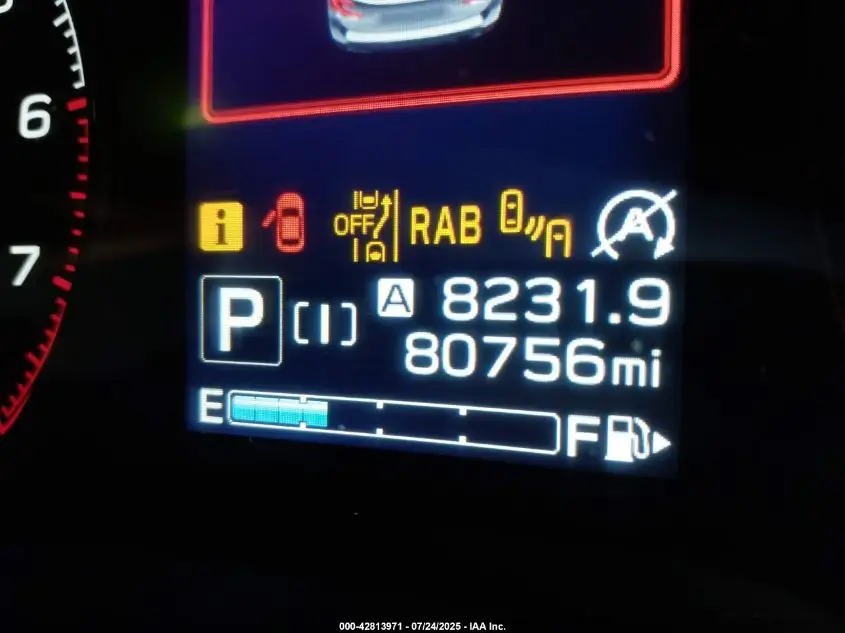 6
OFF RAB A
7
i
P [I] A 8231.9
80756mi
E F
000-42813971 - 07/24/2025 - IAA Inc.